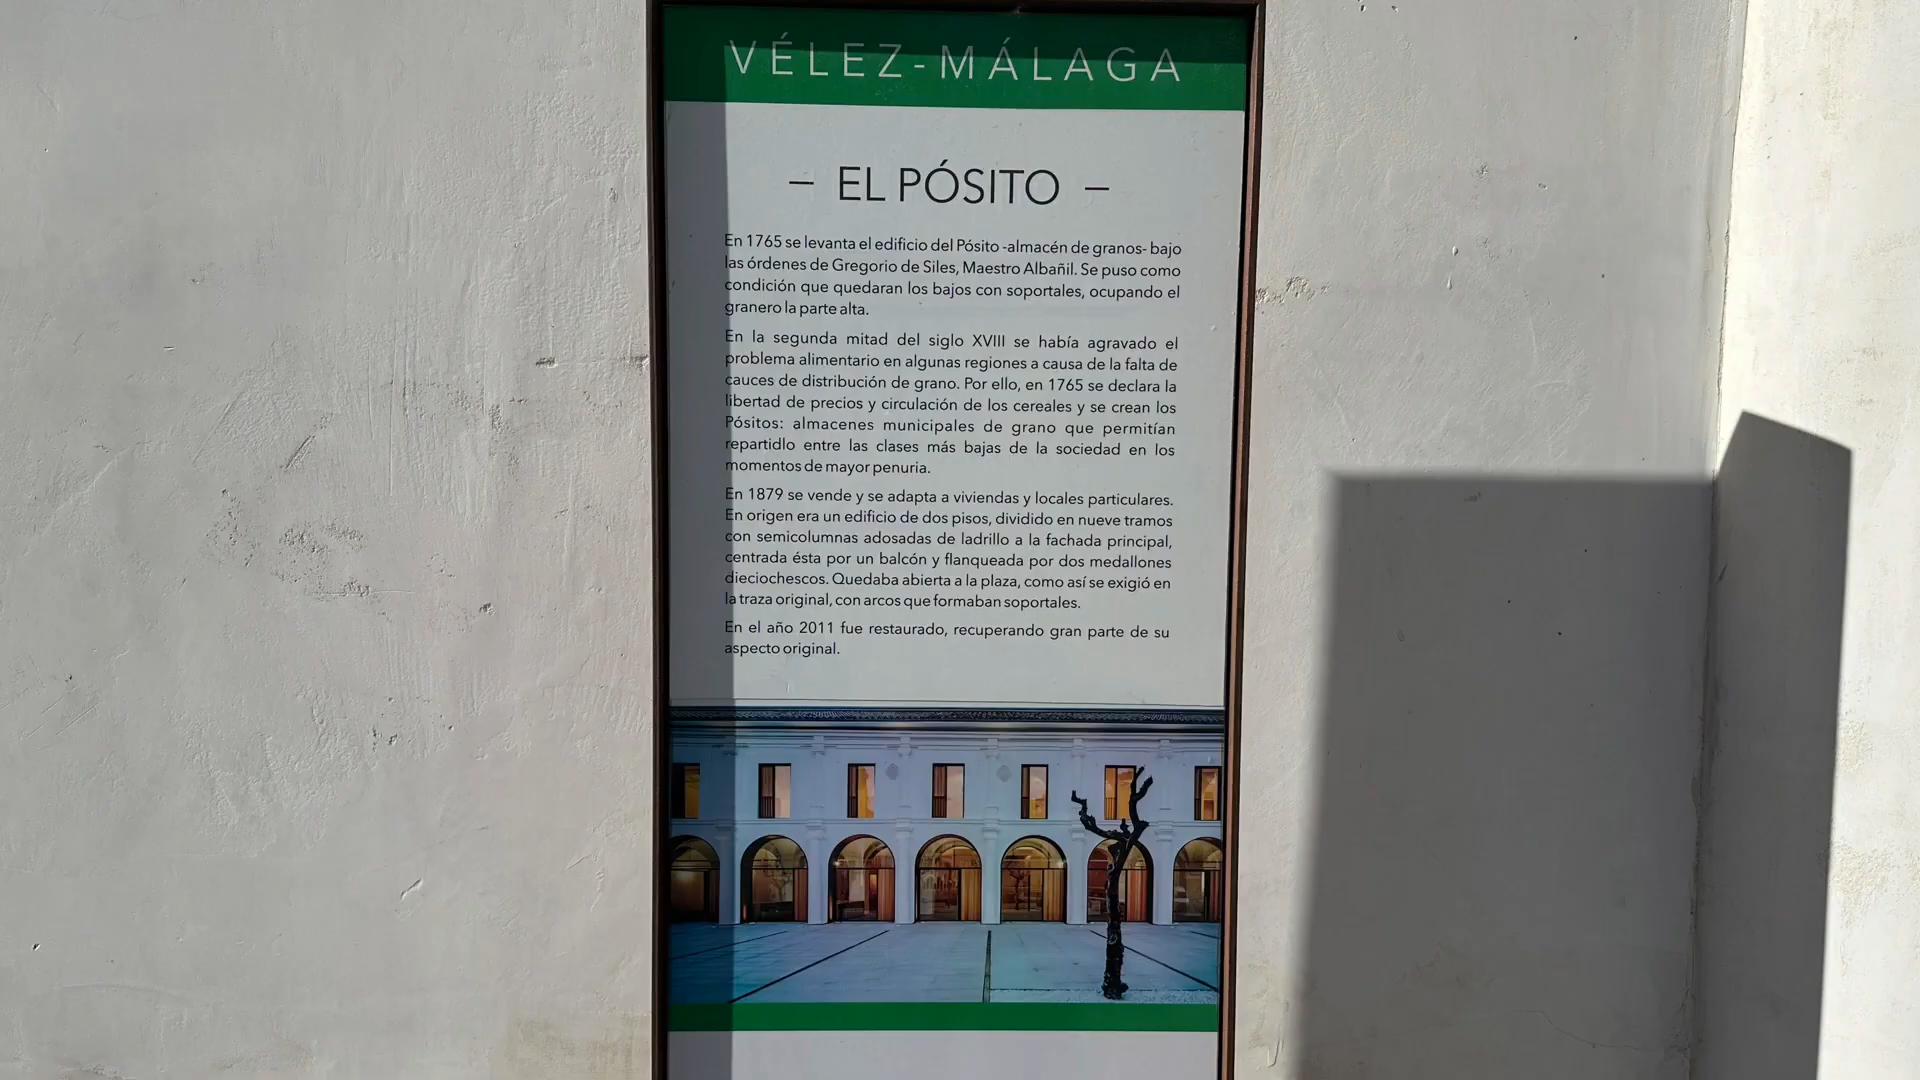 VÉLEZ-MÁLAGA
– EL PÓSITO –
En 1765 se levanta el edificio del Pósito -almacén de granos- bajo
las órdenes de Gregorio de Siles, Maestro Albañil. Se puso como
condición que quedaran los bajos con soportales, ocupando el
granero la parte alta.
En la segunda mitad del siglo XVIII se había agravado el
problema alimentario en algunas regiones a causa de la falta de
cauces de distribución de grano. Por ello, en 1765 se declara la
libertad de precios y circulación de los cereales y se crean los
Pósitos: almacenes municipales de grano que permitían
repartidlo entre las clases más bajas de la sociedad en los
momentos de mayor penuria.
En 1879 se vende y se adapta a viviendas y locales particulares.
En origen era un edificio de dos pisos, dividido en nueve tramos
con semicolumnas adosadas de ladrillo a la fachada principal,
centrada ésta por un balcón y flanqueada por dos medallones
dieciochescos. Quedaba abierta a la plaza, como así se exigió en
la traza original, con arcos que formaban soportales.
En el año 2011 fue restaurado, recuperando gran parte de su
aspecto original.